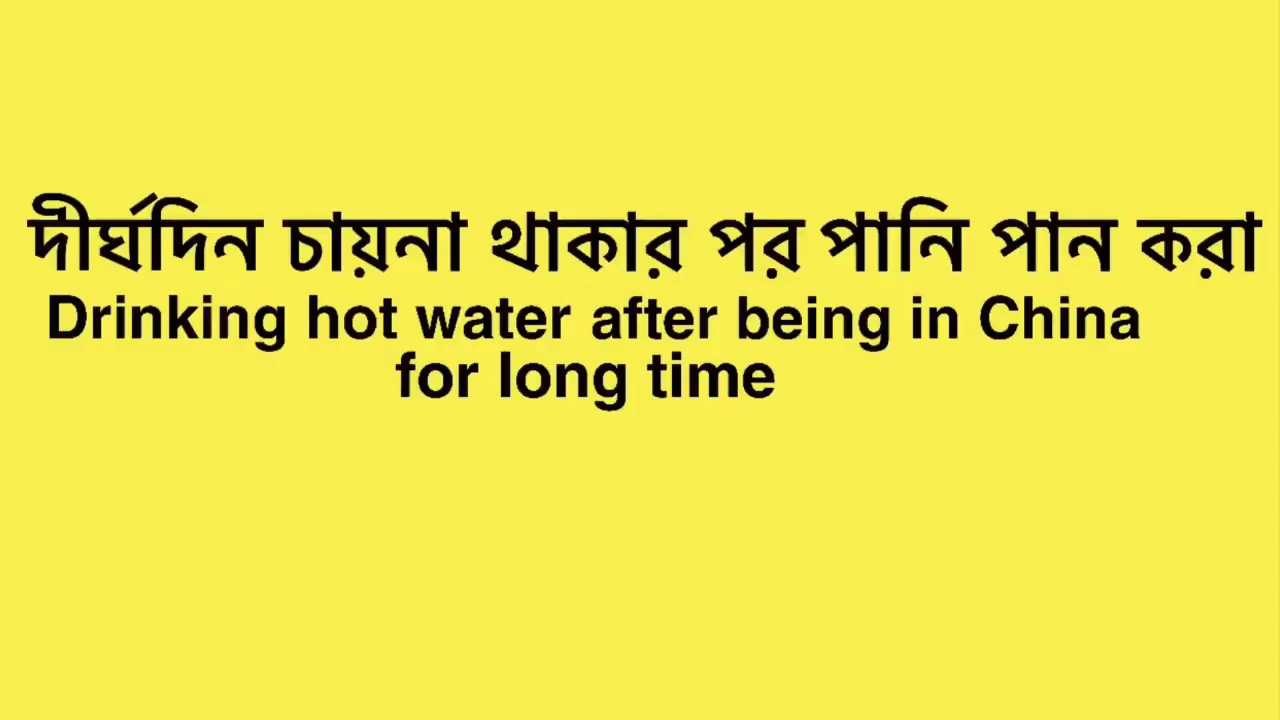 দীর্ঘদিন চায়না থাকার পর পানি পান করা
Drinking hot water after being in China
for long time